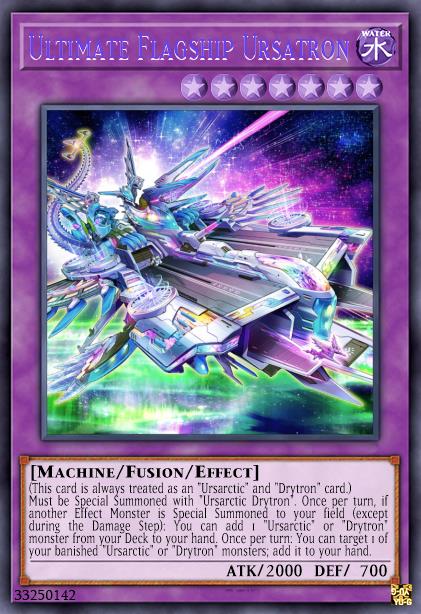 Ultimate Flagship Ursatron
WATER
水
[Machine/Fusion/Effect]
(This card is always treated as an "Ursarctic" and "Drytron" card.)
Must be Special Summoned with "Ursarctic Drytron". Once per turn, if
another Effect Monster is Special Summoned to your field (except
during the Damage Step): You can add 1 "Ursarctic" or "Drytron"
monster from your Deck to your hand. Once per turn: You can target 1 of
your banished "Ursarctic" or "Drytron" monsters; add it to your hand.
ATK/2000 DEF/ 700
33250142